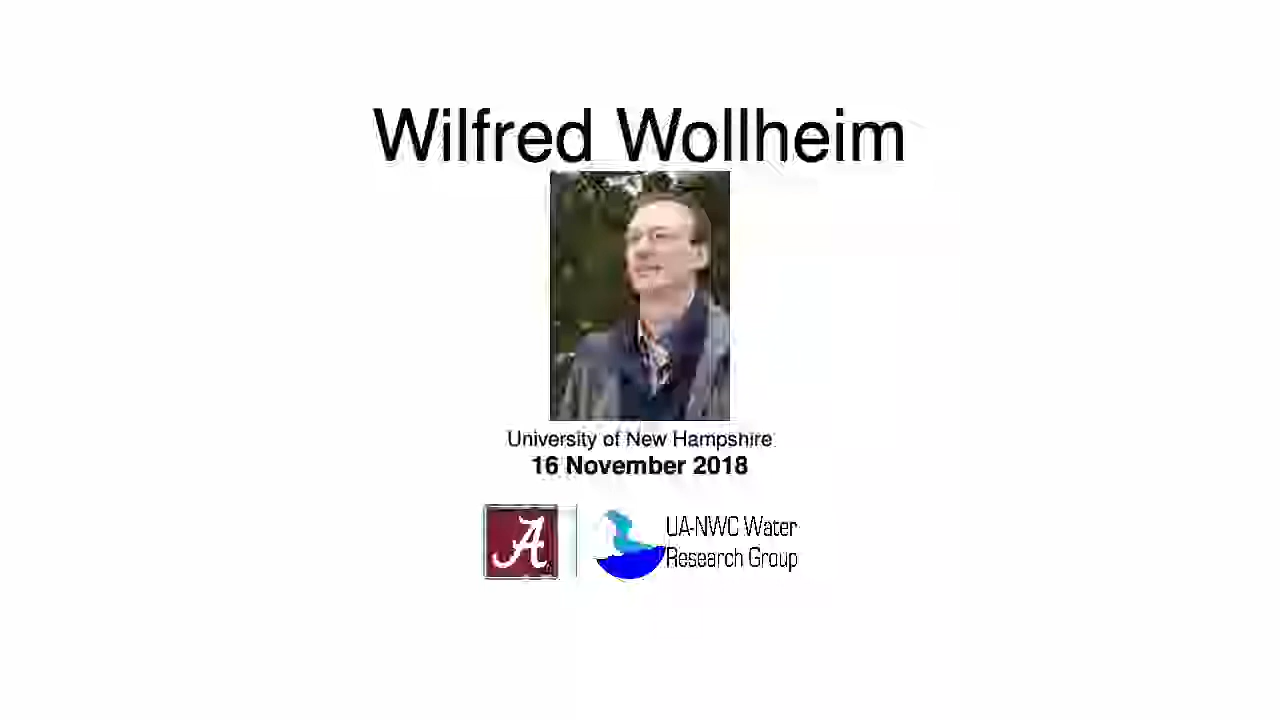 Wilfred Wollheim
University of New Hampshire
16 November 2018
A
UA-NWC Water
Research Group